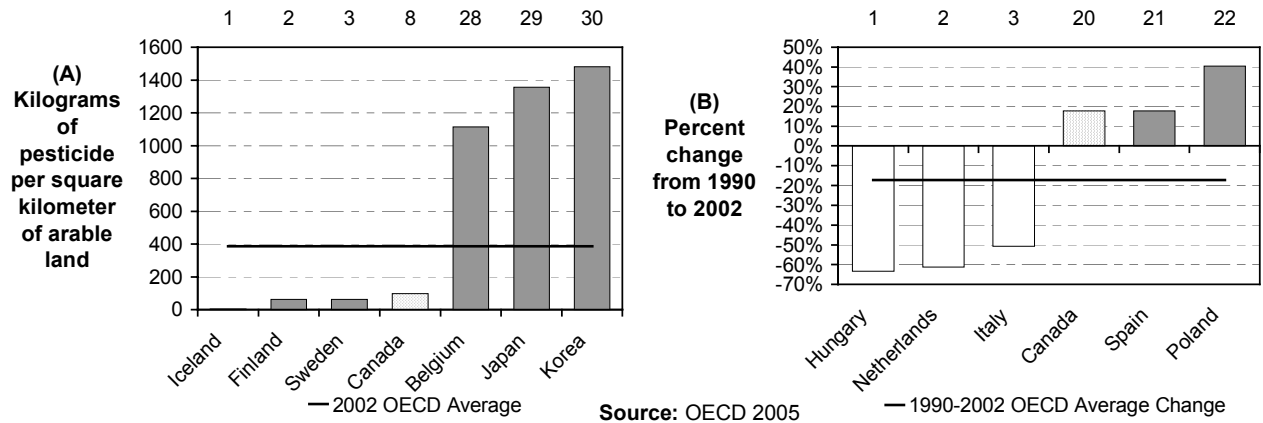 1 2 3 8 28 29 30
(A)
Kilograms
of
pesticide
per square
kilometer
of arable
land
1600
1400
1200
1000
800
600
400
200
0
Iceland
Finland
Sweden
Canada
Belgium
Japan
Korea
2002 OECD Average
1 2 3 20 21 22
(B)
Percent
change
from 1990
to 2002
50%
40%
30%
20%
10%
0%
-10%
-20%
-30%
-40%
-50%
-60%
-70%
Hungary
Netherlands
Italy
Canada
Spain
Poland
1990-2002 OECD Average Change
Source: OECD 2005